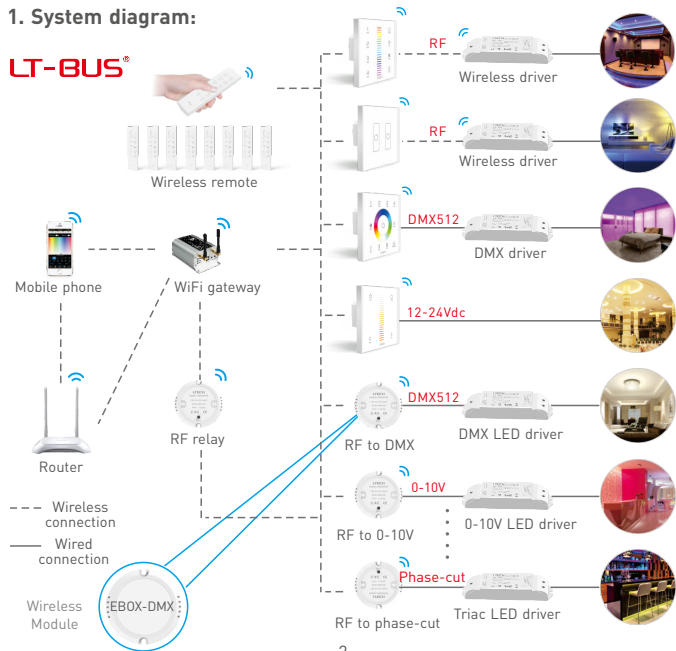 1. System diagram:
LT-BUS®
RF
Wireless driver
RF
Wireless driver
Wireless remote
DMX512
DMX driver
Mobile phone
WiFi gateway
12-24Vdc
DMX512
DMX LED driver
RF to DMX
RF relay
Router
0-10V
0-10V LED driver
RF to 0-10V
Wireless
connection
Wired
connection
Phase-cut
Triac LED driver
RF to phase-cut
EBOX-DMX
Wireless
Module